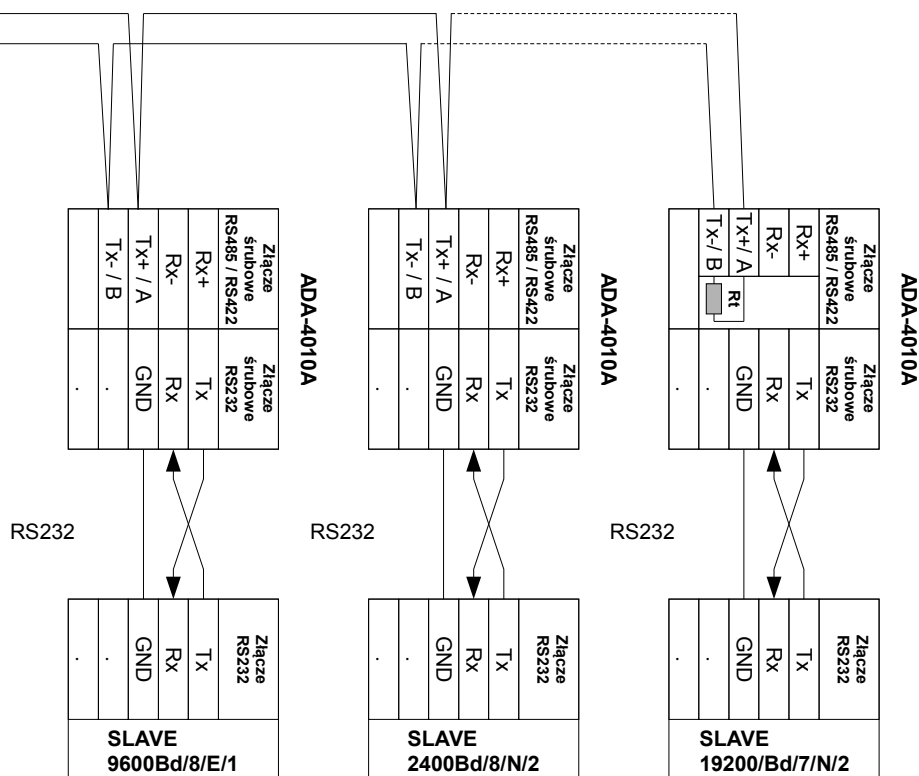 ADA-4010A
Złącze
śrubowe
RS485 / RS422
Rx+
Rx-
Tx+ / A
Tx- / B
Złącze
śrubowe
RS232
Tx
Rx
GND
.
.
RS232
Złącze
RS232
Tx
Rx
GND
.
.
SLAVE
9600Bd/8/E/1
ADA-4010A
Złącze
śrubowe
RS485 / RS422
Rx+
Rx-
Tx+ / A
Tx- / B
Złącze
śrubowe
RS232
Tx
Rx
GND
.
.
RS232
Złącze
RS232
Tx
Rx
GND
.
.
SLAVE
2400Bd/8/N/2
ADA-4010A
Złącze
śrubowe
RS485 / RS422
Rx+
Rx-
Tx+/ A
Tx-/ B
Rt
Złącze
śrubowe
RS232
Tx
Rx
GND
.
.
RS232
Złącze
RS232
Tx
Rx
GND
.
.
SLAVE
19200/Bd/7/N/2